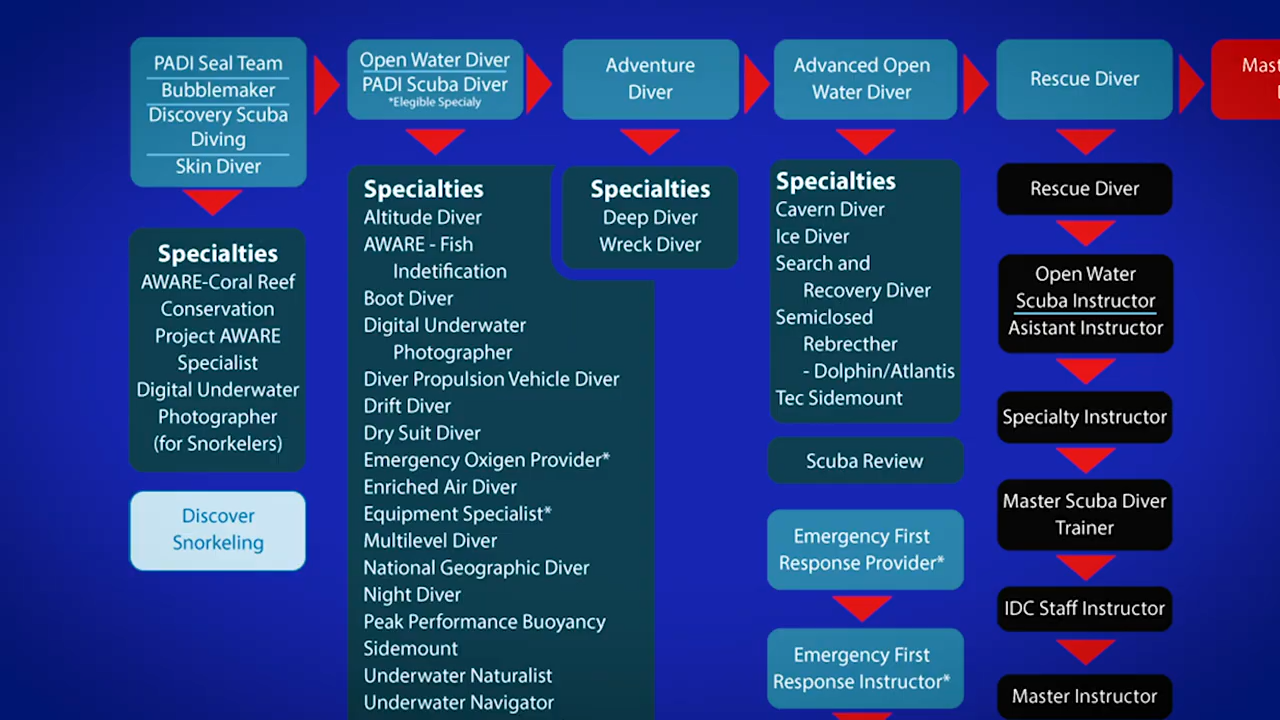 PADI Seal Team
Bubblemaker
Discovery Scuba
Diving
Skin Diver
Specialties
AWARE-Coral Reef
Conservation
Project AWARE
Specialist
Digital Underwater
Photographer
(for Snorkelers)
Discover
Snorkeling
Open Water Diver
PADI Scuba Diver
*Elegible Specialy
Specialties
Altitude Diver
AWARE - Fish
Indetification
Boot Diver
Digital Underwater
Photographer
Diver Propulsion Vehicle Diver
Drift Diver
Dry Suit Diver
Emergency Oxigen Provider*
Enriched Air Diver
Equipment Specialist*
Multilevel Diver
National Geographic Diver
Night Diver
Peak Performance Buoyancy
Sidemount
Underwater Naturalist
Underwater Navigator
Adventure
Diver
Specialties
Deep Diver
Wreck Diver
Advanced Open
Water Diver
Specialties
Cavern Diver
Ice Diver
Search and
Recovery Diver
Semiclosed
Rebrecther
- Dolphin/Atlantis
Tec Sidemount
Scuba Review
Emergency First
Response Provider*
Emergency First
Response Instructor*
Rescue Diver
Rescue Diver
Open Water
Scuba Instructor
Asistant Instructor
Specialty Instructor
Master Scuba Diver
Trainer
IDC Staff Instructor
Master Instructor
Mast